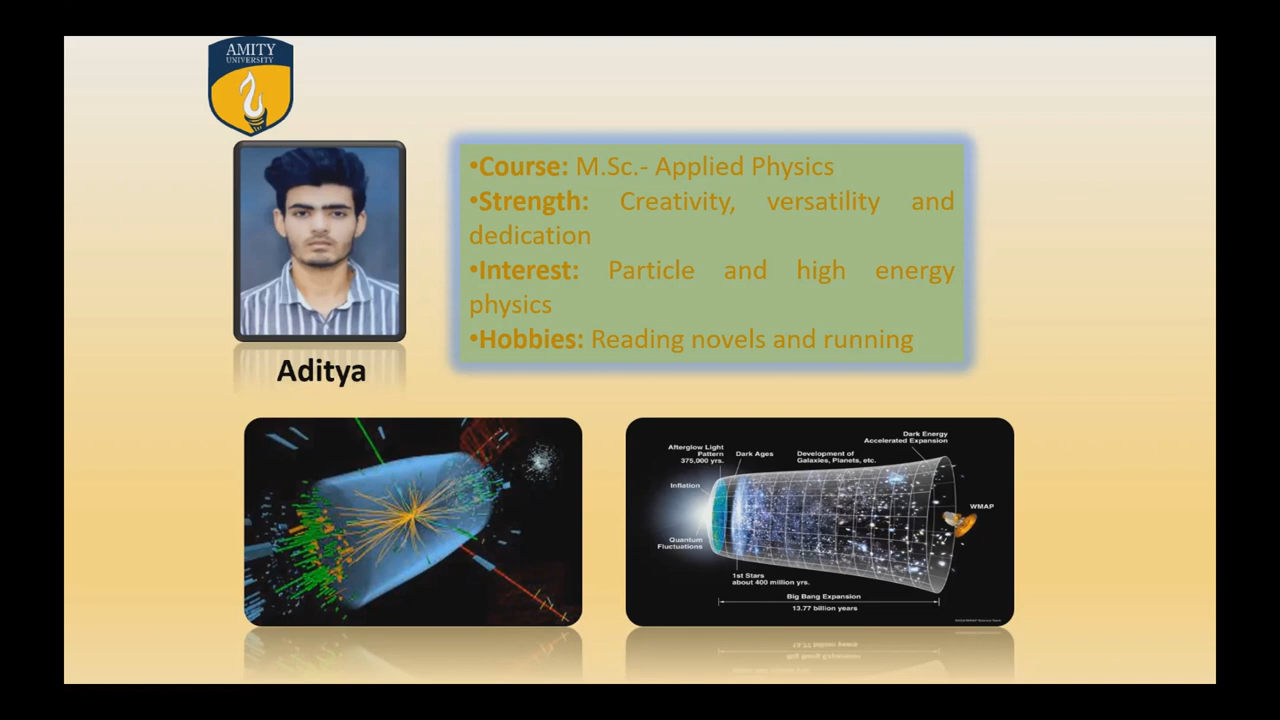 AMITY
UNIVERSITY
•Course: M.Sc.- Applied Physics
•Strength: Creativity, versatility and
dedication
•Interest: Particle and high energy
physics
•Hobbies: Reading novels and running
Aditya
Dark Energy
Accelerated Expansion
Afterglow Light
Pattern
375,000 yrs.
Dark Ages
Development of
Galaxies, Planets, etc.
Inflation
WMAP
Quantum
Fluctuations
1st Stars
about 400 million yrs.
Big Bang Expansion
13.77 billion years